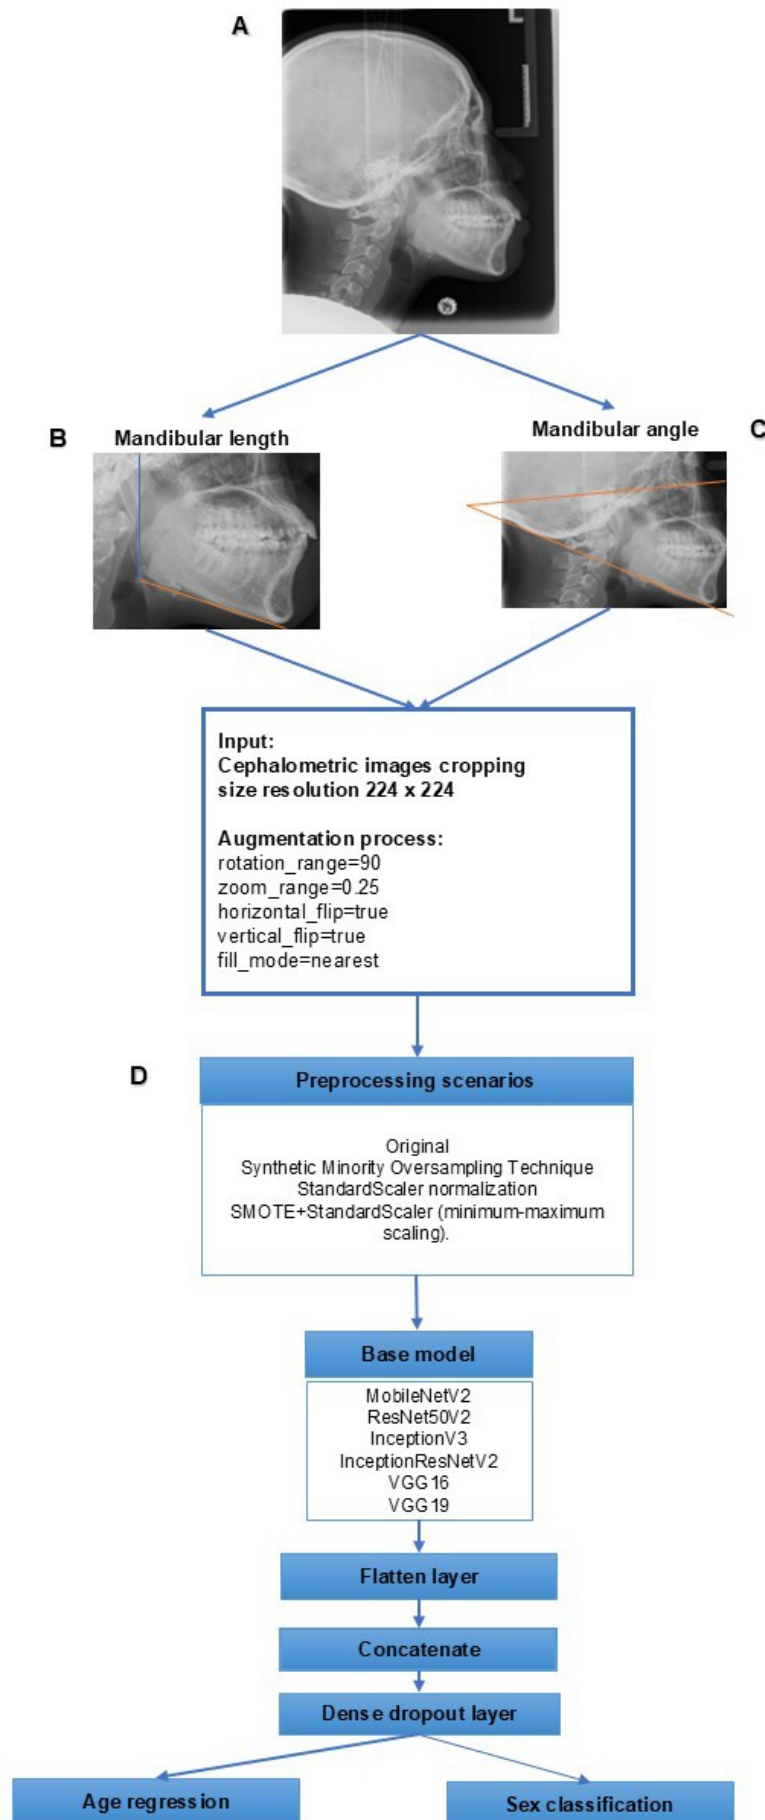 A
B
Mandibular length
Mandibular angle
C
Input:
Cephalometric images cropping
size resolution 224 x 224
Augmentation process:
rotation_range=90
zoom_range=0.25
horizontal_flip=true
vertical_flip=true
fill_mode=nearest
D
Preprocessing scenarios
Original
Synthetic Minority Oversampling Technique
StandardScaler normalization
SMOTE+StandardScaler (minimum-maximum
scaling).
Base model
MobileNetV2
ResNet50V2
InceptionV3
InceptionResNetV2
VGG16
VGG19
Flatten layer
Concatenate
Dense dropout layer
Age regression
Sex classification